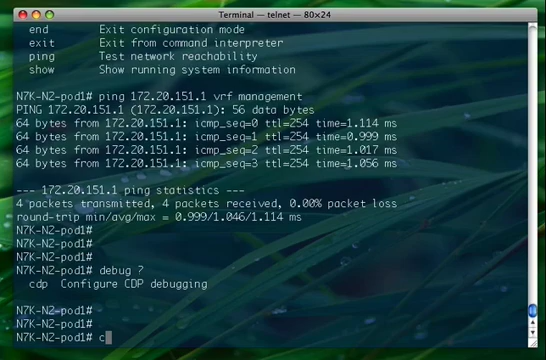 Terminal — telnet — 80×24
end Exit configuration mode
exit Exit from command interpreter
ping Test network reachability
show Show running system information
N7K-N2-pod1# ping 172.20.151.1 vrf management
PING 172.20.151.1 (172.20.151.1): 56 data bytes
64 bytes from 172.20.151.1: icmp_seq=0 ttl=254 time=1.114 ms
64 bytes from 172.20.151.1: icmp_seq=1 ttl=254 time=0.999 ms
64 bytes from 172.20.151.1: icmp_seq=2 ttl=254 time=1.017 ms
64 bytes from 172.20.151.1: icmp_seq=3 ttl=254 time=1.056 ms
--- 172.20.151.1 ping statistics ---
4 packets transmitted, 4 packets received, 0.00% packet loss
round-trip min/avg/max = 0.999/1.046/1.114 ms
N7K-N2-pod1#
N7K-N2-pod1#
N7K-N2-pod1#
N7K-N2-pod1# debug ?
cdp Configure CDP debugging
N7K-N2-pod1#
N7K-N2-pod1#
N7K-N2-pod1# c